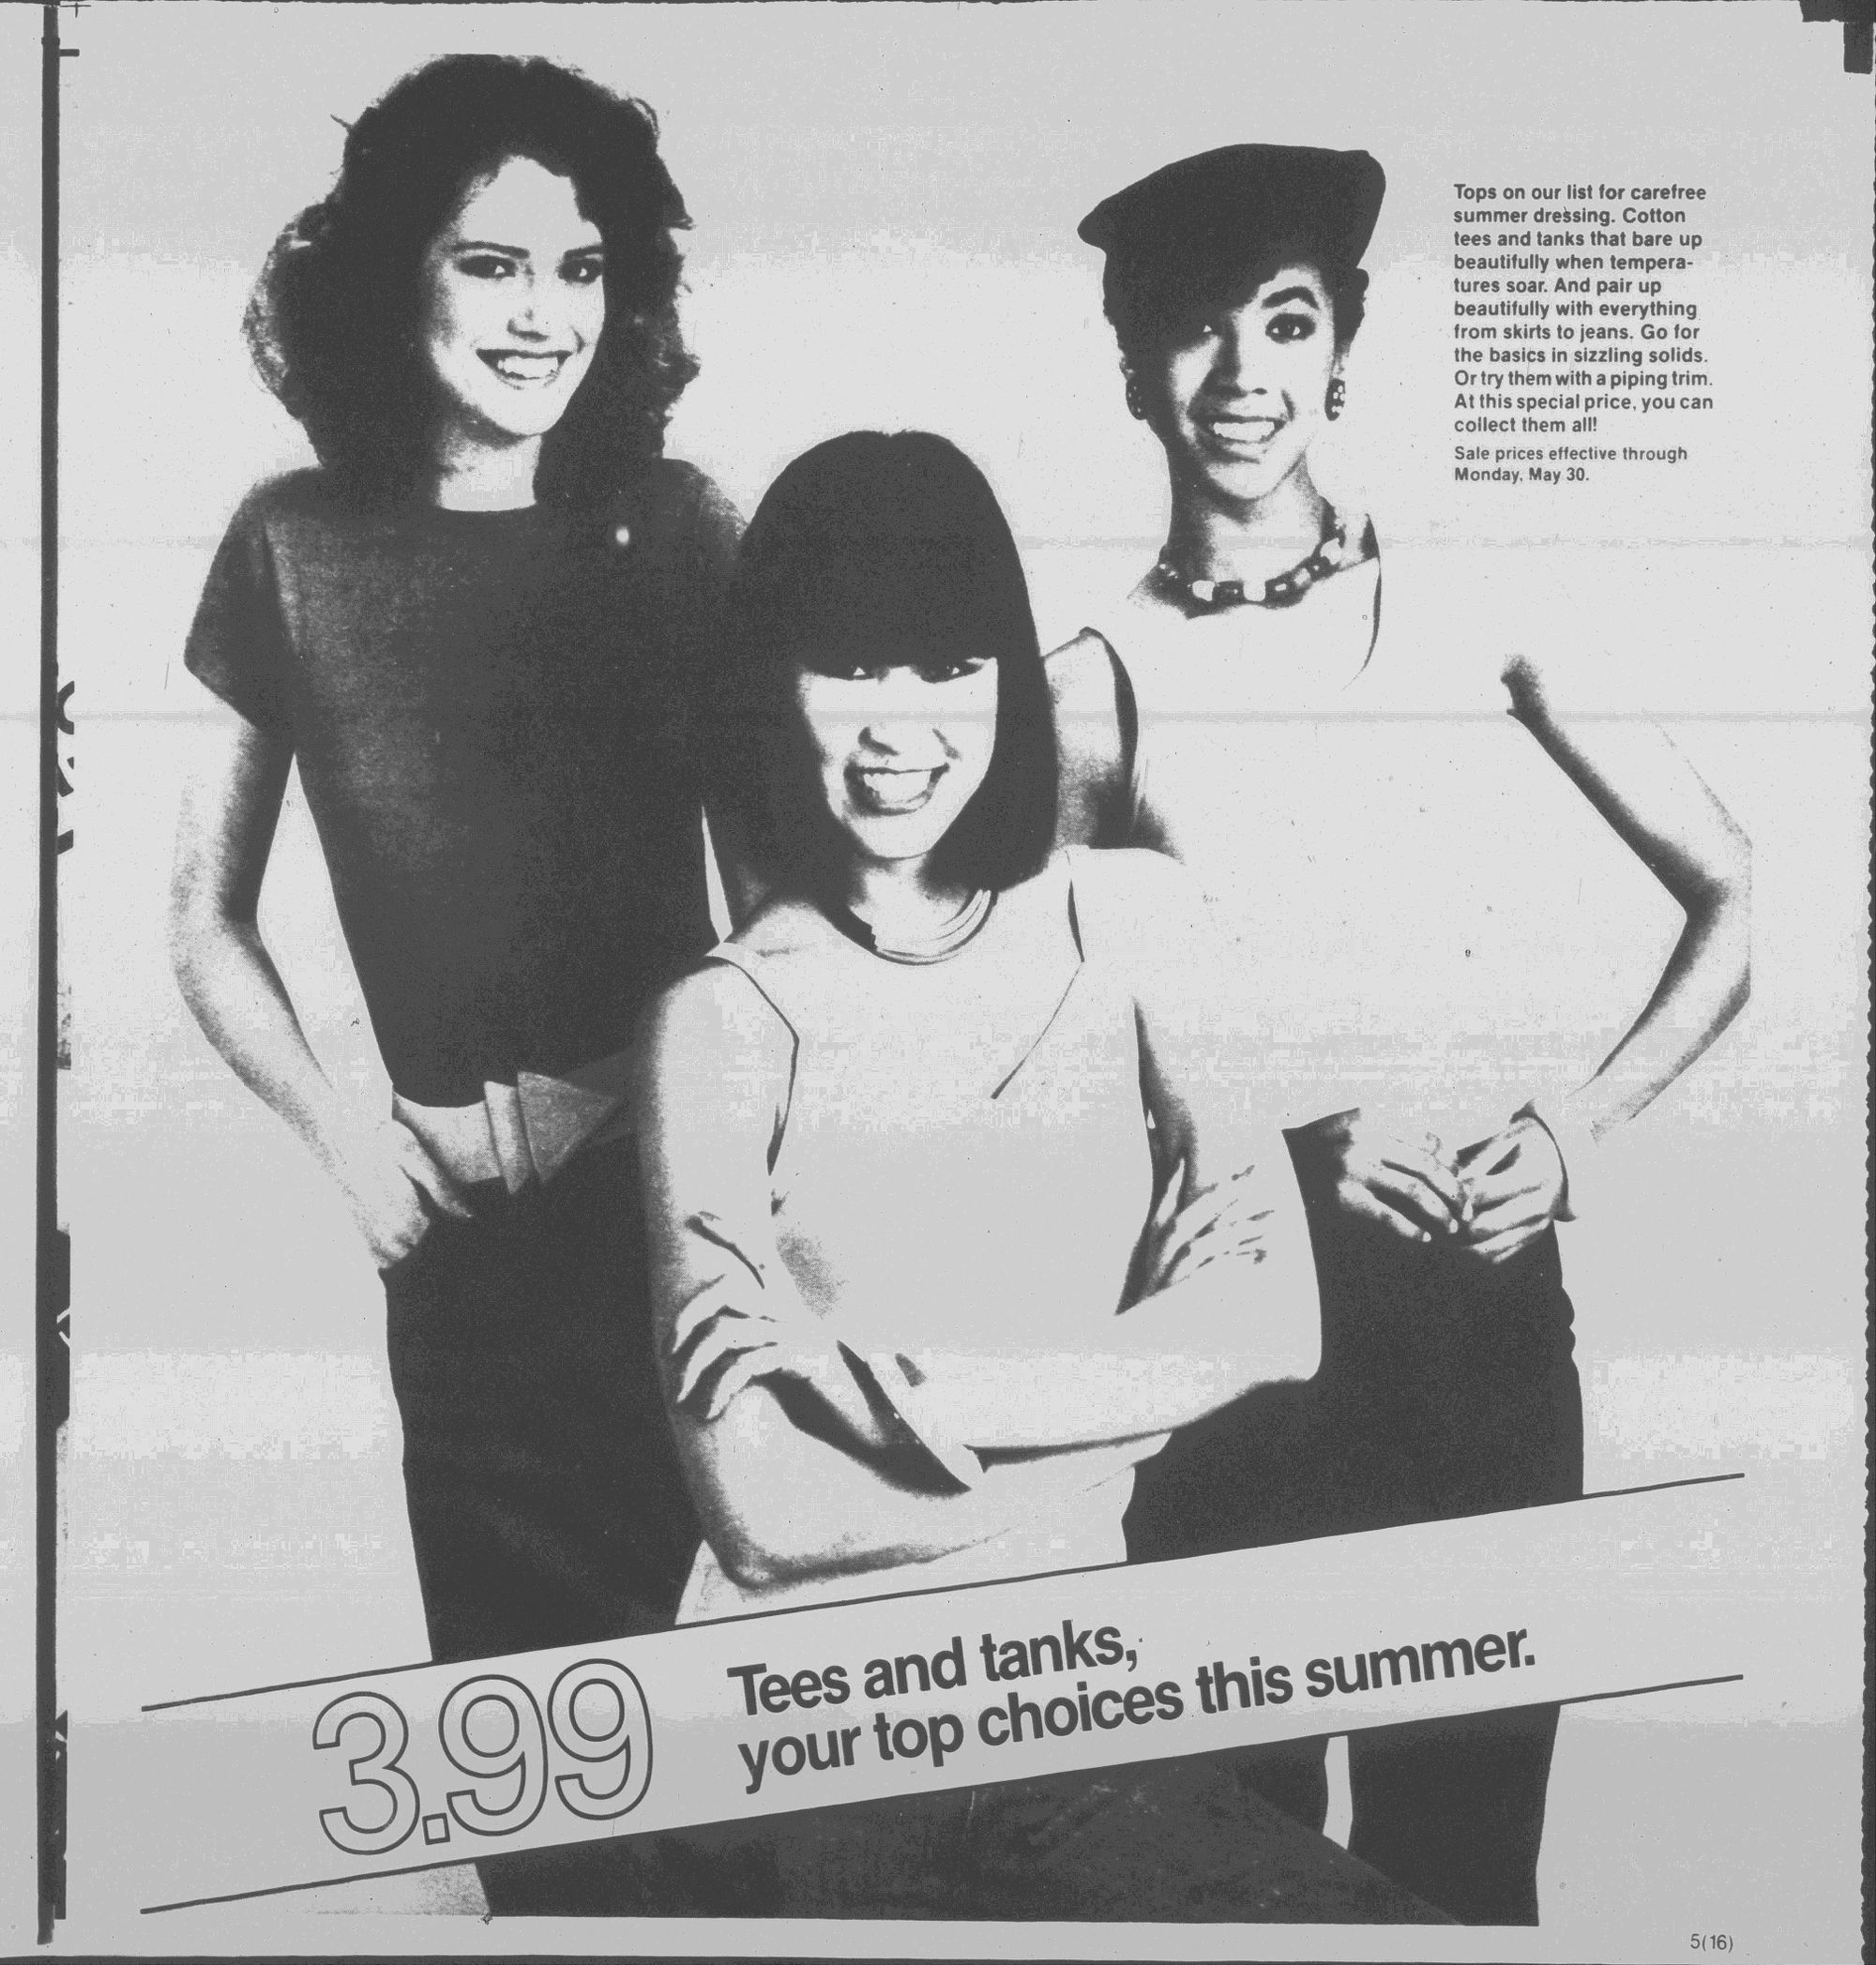 Tops on our list for carefree
summer dressing. Cotton
tees and tanks that bare up
beautifully when tempera-
tures soar. And pair up
beautifully with everything
from skirts to jeans. Go for
the basics in sizzling solids.
Or try them with a piping trim.
At this special price, you can
collect them all!
Sale prices effective through
Monday, May 30.
3.99
Tees and tanks,
your top choices this summer.
5(16)